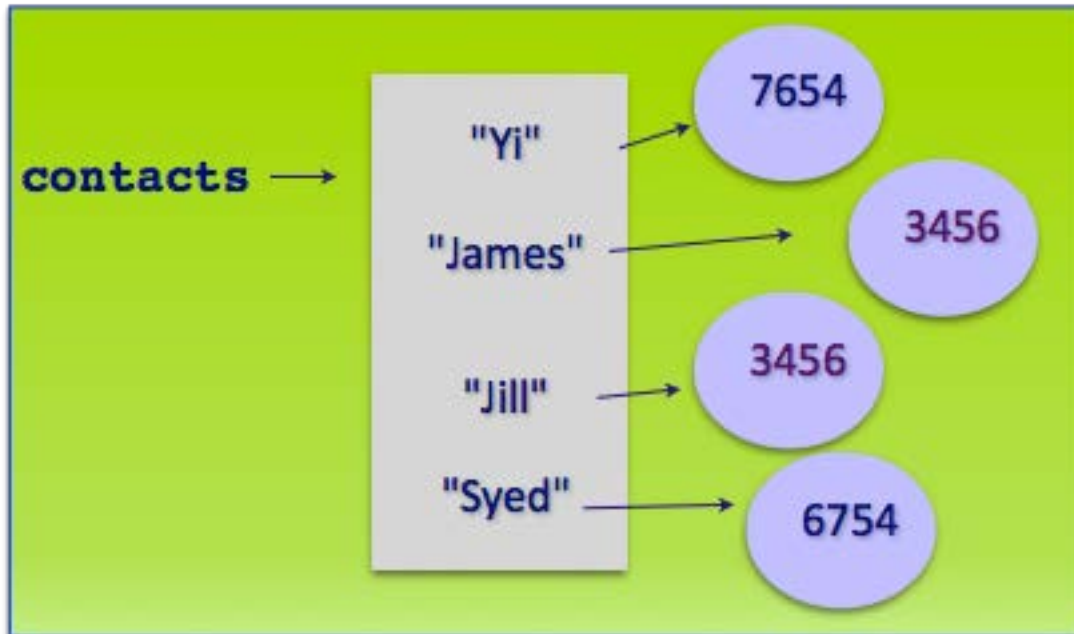 contacts
"Yi"
7654
"James"
3456
"Jill"
3456
"Syed"
6754